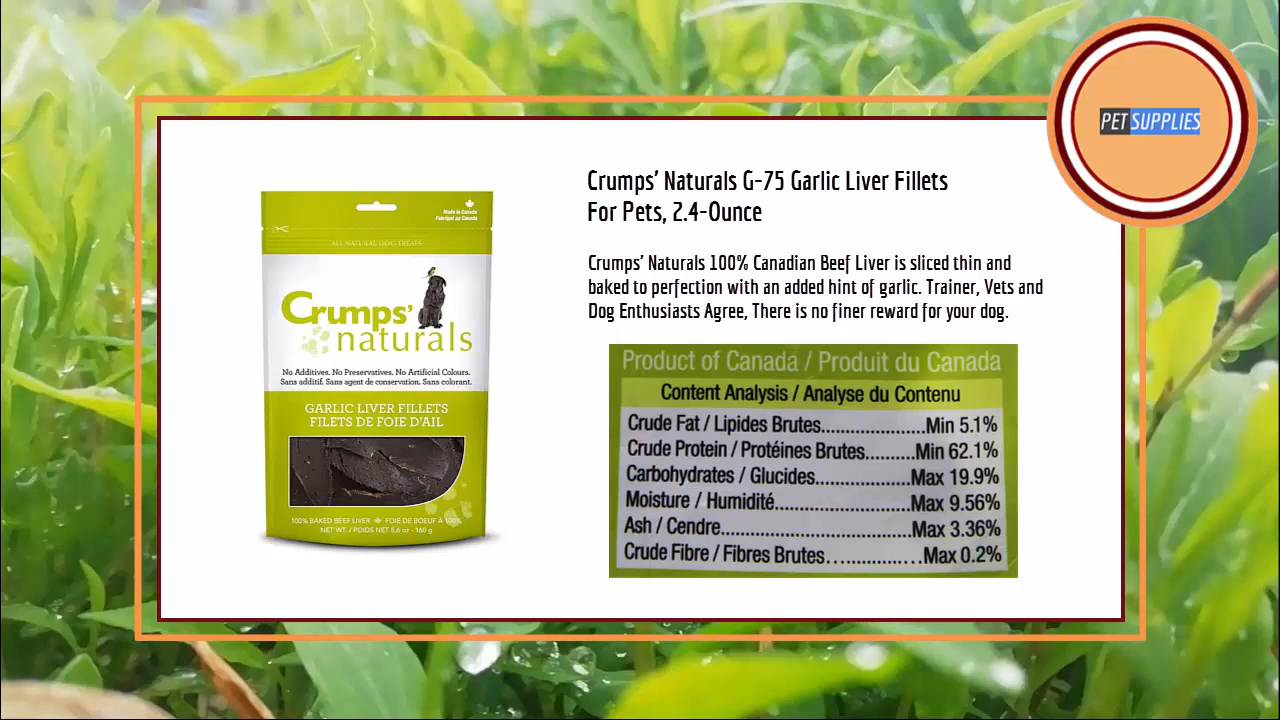 PET SUPPLIES
Crumps' Naturals G-75 Garlic Liver Fillets
For Pets, 2.4-Ounce
Crumps' Naturals 100% Canadian Beef Liver is sliced thin and
baked to perfection with an added hint of garlic. Trainer, Vets and
Dog Enthusiasts Agree, There is no finer reward for your dog.
Made in Canada
Fabriqué au Canada
ALL NATURAL DOG TREATS
Crumps'
naturals
No Additives. No Preservatives. No Artificial Colours.
Sans additif. Sans agent de conservation. Sans colorant.
GARLIC LIVER FILLETS
FILETS DE FOIE D'AIL
100% BAKED BEEF LIVER FOIE DE BOEUF À 100%
NET WT. / POIDS NET 5.6 oz - 160 g
Product of Canada / Produit du Canada
Content Analysis / Analyse du Contenu
Crude Fat / Lipides Brutes.......................Min 5.1%
Crude Protein / Protéines Brutes..........Min 62.1%
Carbohydrates / Glucides....................Max 19.9%
Moisture / Humidité.............................Max 9.56%
Ash / Cendre.........................................Max 3.36%
Crude Fibre / Fibres Brutes..................Max 0.2%